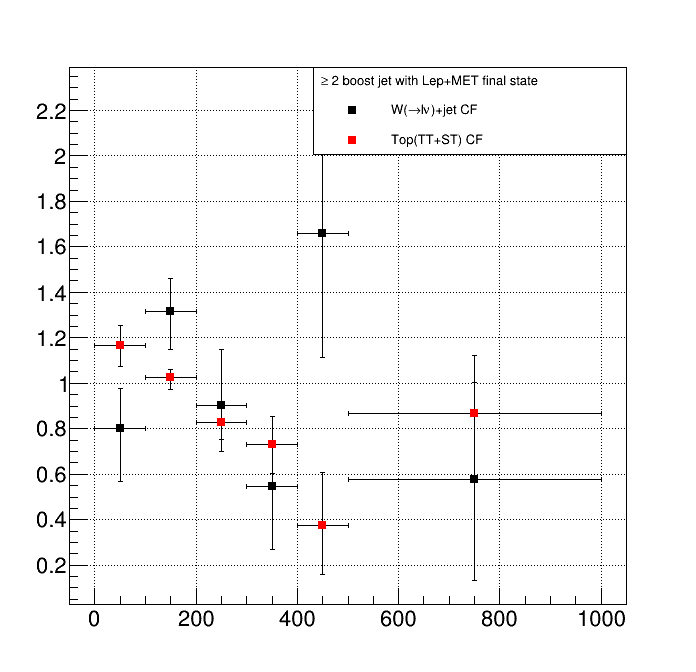 ≥ 2 boost jet with Lep+MET final state
W(→lν)+jet CF
Top(TT+ST) CF
2.2
2
1.8
1.6
1.4
1.2
1
0.8
0.6
0.4
0.2
0 200 400 600 800 1000